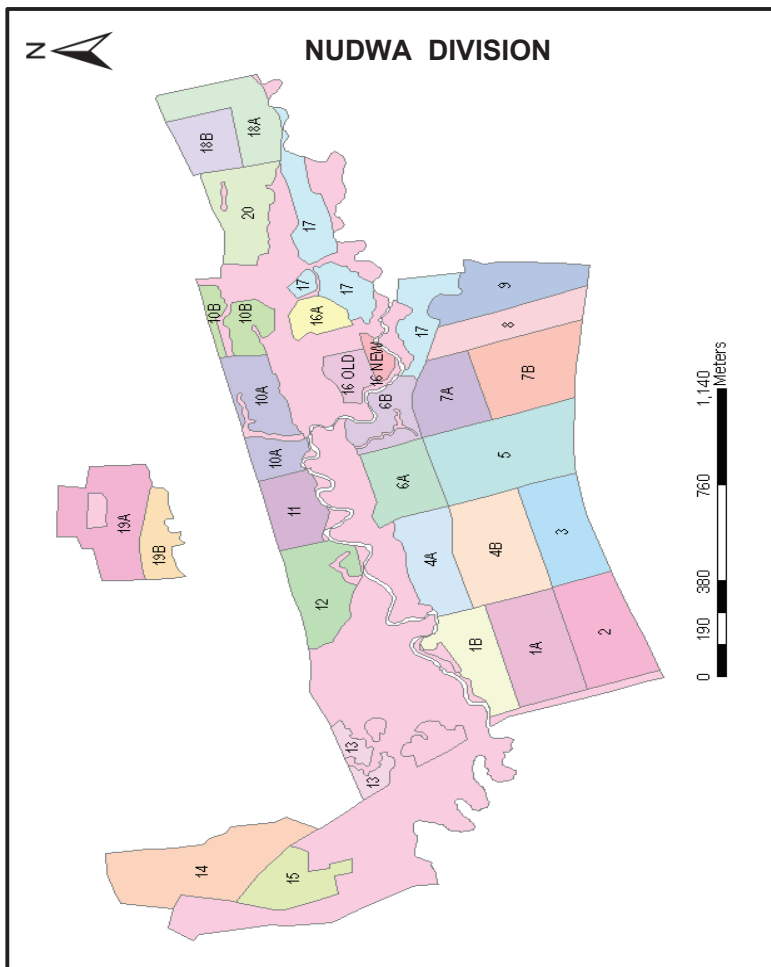 N
NUDWA DIVISION
18B
18A
20
17
10B
10B
17
17
16A
9
17
8
16 OLD
16 NEW
10A
6B
7A
7B
10A
6A
5
19A
11
19B
4A
4B
3
12
1B
1A
2
13
13
14
15
0 190 380 760 1,140
Meters